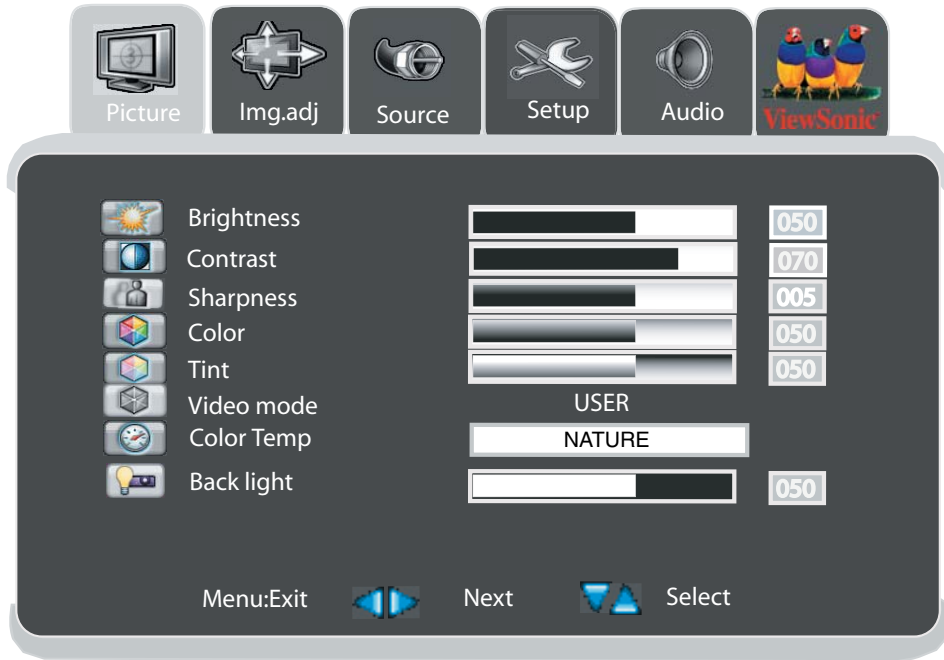 Picture
Img.adj
Source
Setup
Audio
ViewSonic
Brightness 050
Contrast 070
Sharpness 005
Color 050
Tint 050
Video mode USER
Color Temp NATURE
Back light 050
Menu:Exit Next Select